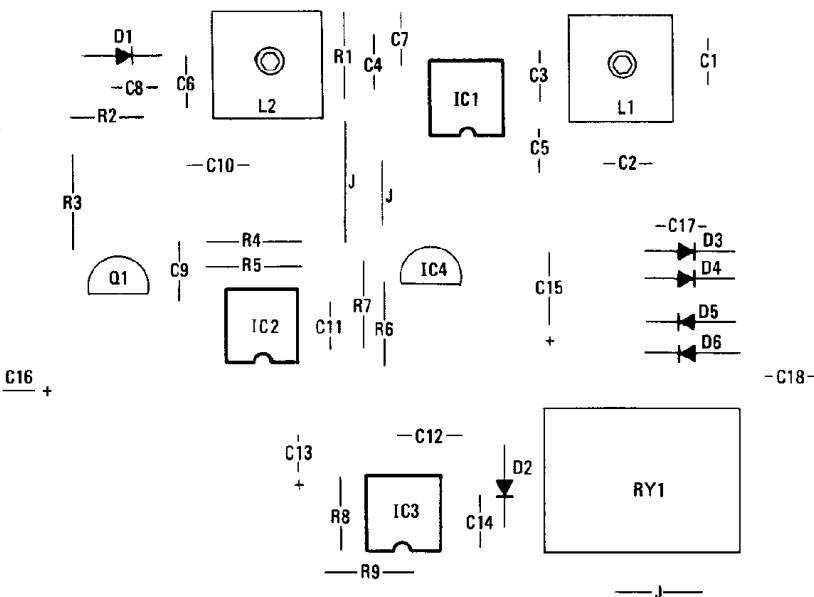 D1
C7
R1
C4
C6
C8
L2
R2
IC1
C3
L1
C1
C5
C2
C10
J
J
R3
C17
D3
R4
R5
C9
Q1
IC4
D4
C15
R7
R6
IC2
C11
D5
D6
+
C16 +
C18
C13
+
C12
D2
R8
IC3
C14
RY1
R9
J